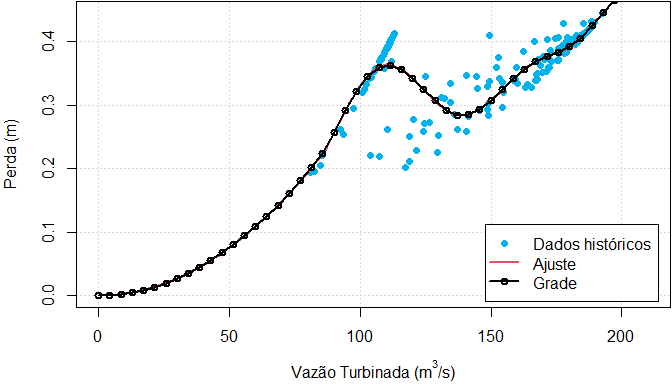 0.4
0.3
0.2
0.1
0.0
Perda (m)
Dados históricos
Ajuste
Grade
0 50 100 150 200
Vazão Turbinada (m³/s)